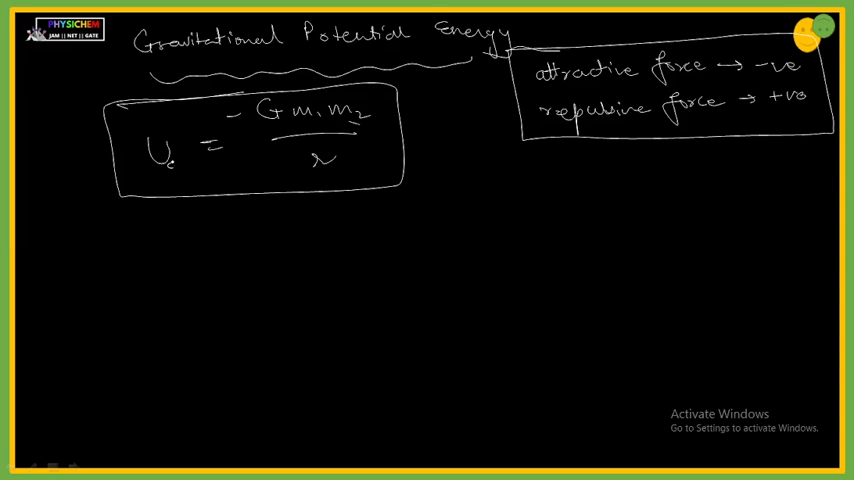 PHYSICHEM
JAM || NET || GATE
Gravitational Potential Energy
attractive force → -ve
repulsive force → +ve
U = - G m1 m2 / r
Activate Windows
Go to Settings to activate Windows.